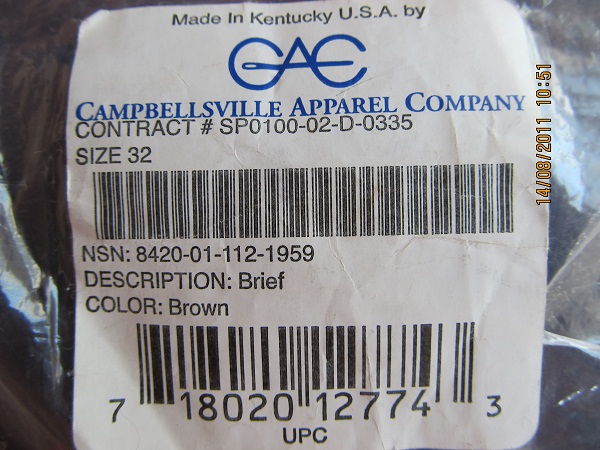 Made In Kentucky U.S.A. by
CAC
CAMPBELLSVILLE APPAREL COMPANY
CONTRACT # SP0100-02-D-0335
SIZE 32
NSN: 8420-01-112-1959
DESCRIPTION: Brief
COLOR: Brown
7 18020 12774 3
UPC
14/08/2011 10:51